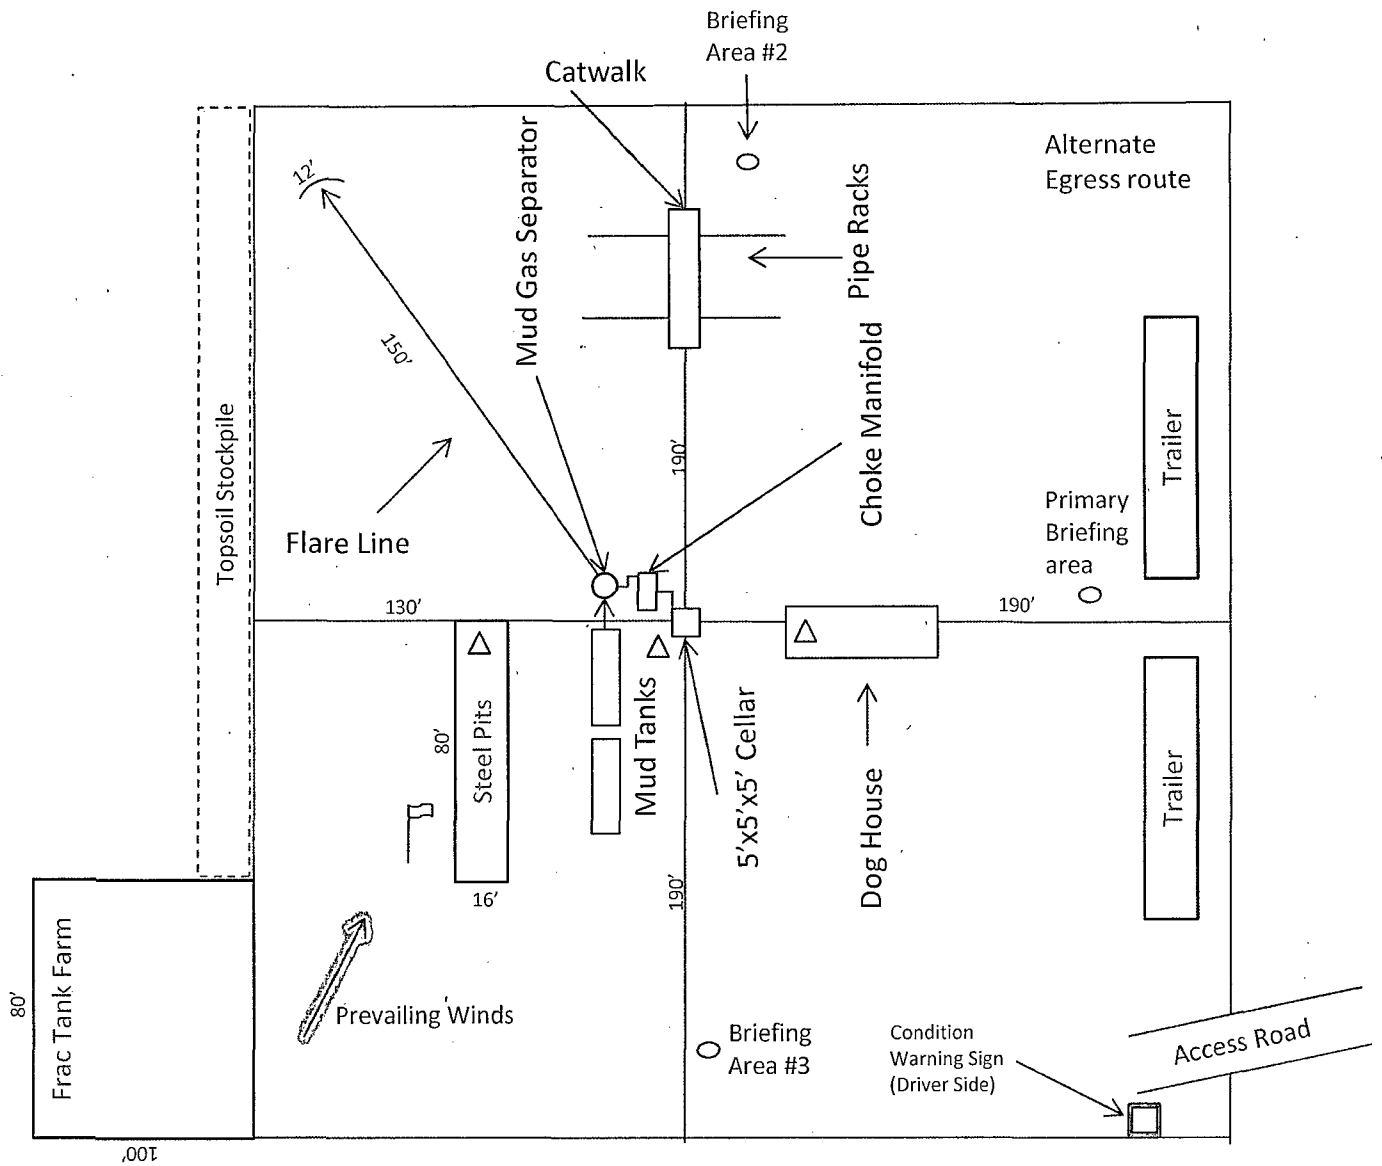 Briefing
Area #2
Catwalk
Mud Gas Separator
Alternate
Egress route
12'
Pipe Racks
150'
Choke Manifold
190'
Topsoil Stockpile
Trailer
Flare Line
Primary
Briefing
area
130'
190'
Steel Pits
80'
Mud Tanks
5'x5'x5' Cellar
Dog House
Trailer
16'
190'
Frac Tank Farm
80'
Prevailing Winds
Briefing
Area #3
Condition
Warning Sign
(Driver Side)
Access Road
100'